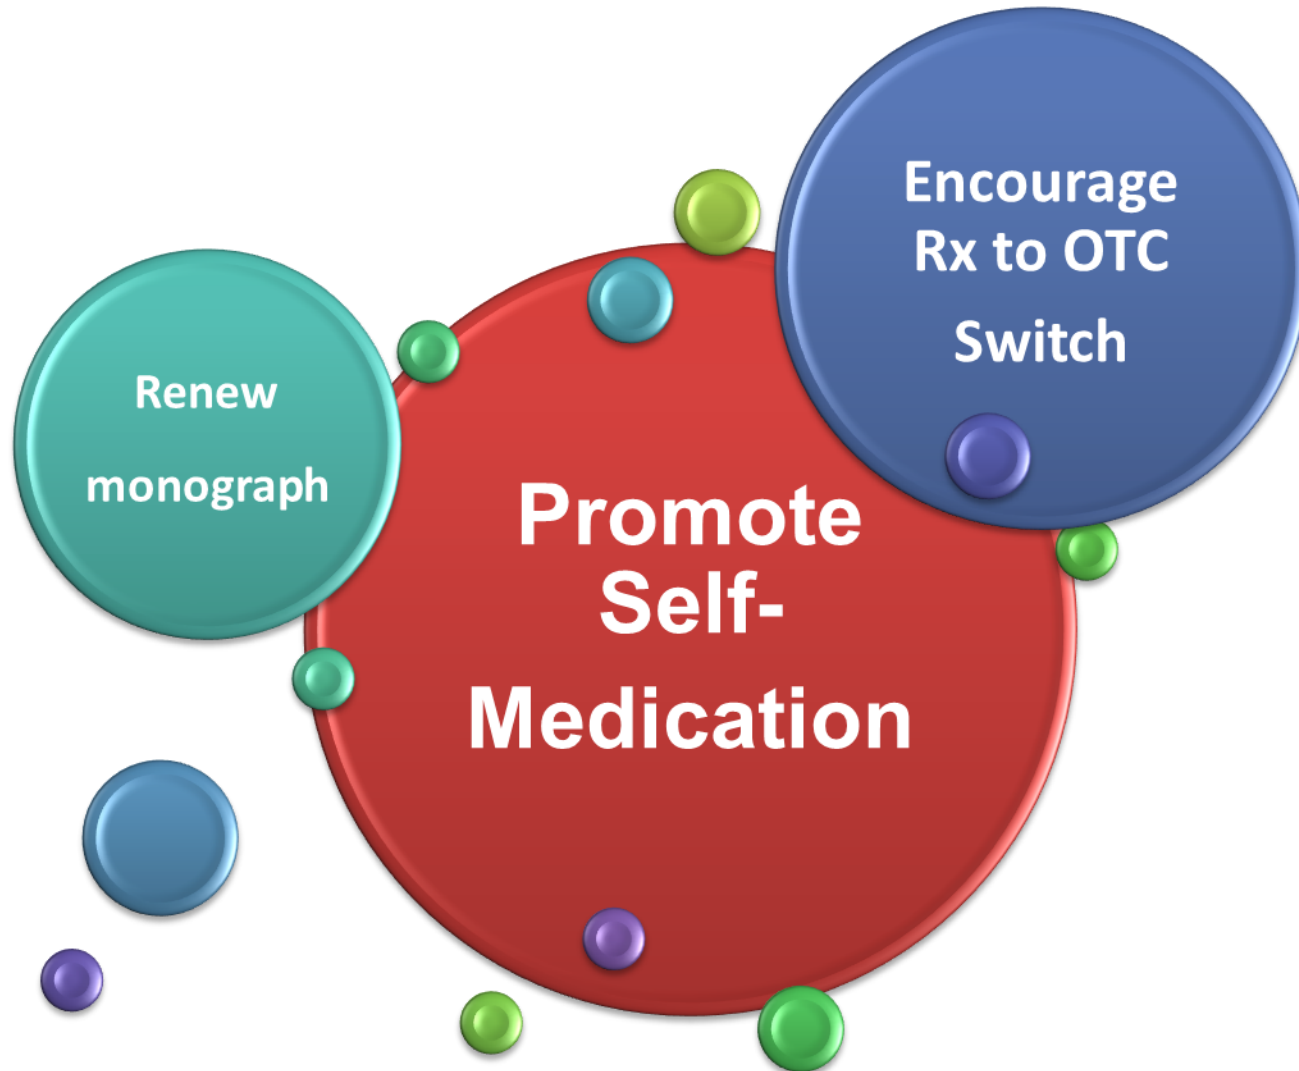 Renew
monograph
Promote
Self-
Medication
Encourage
Rx to OTC
Switch